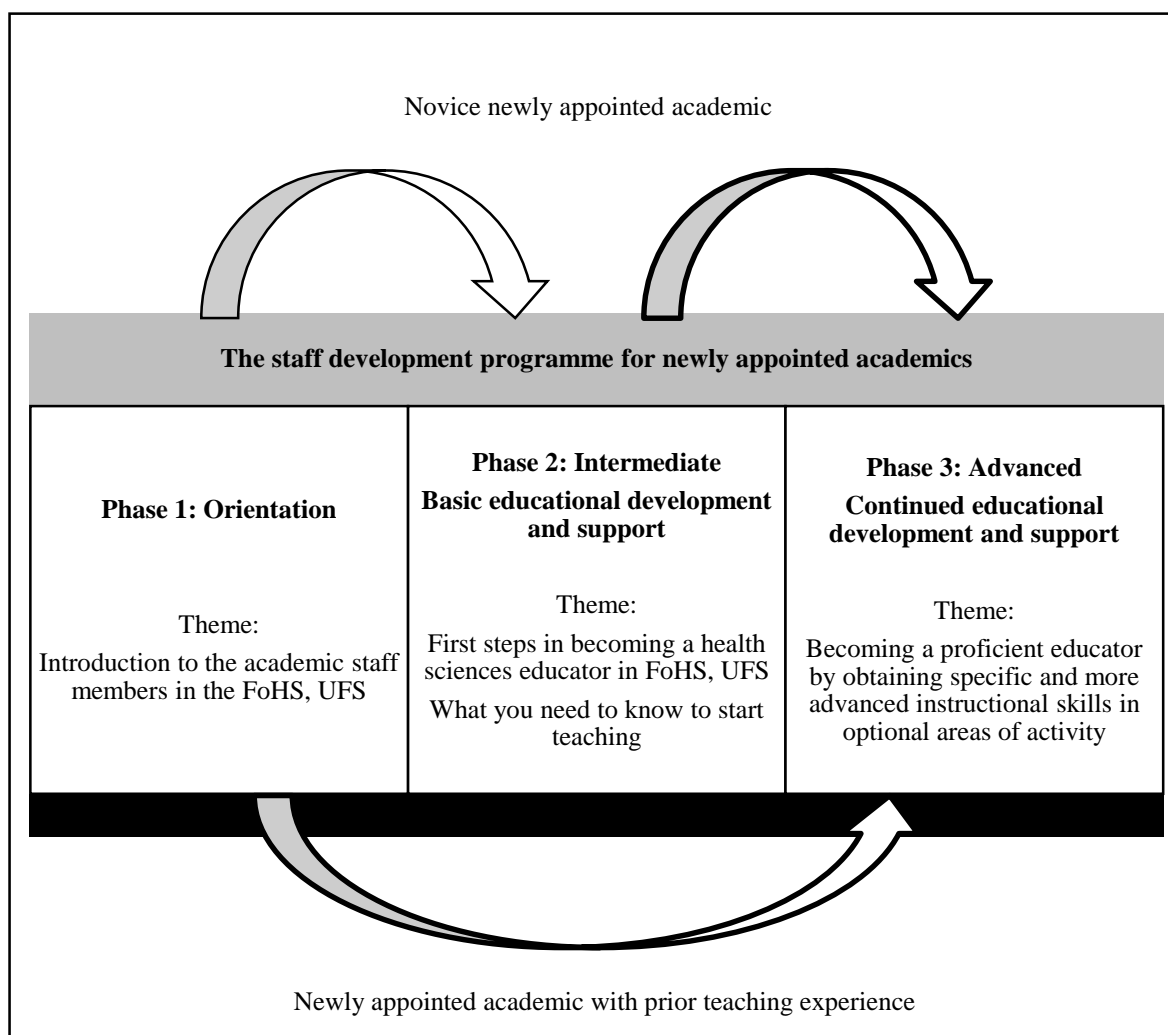 Novice newly appointed academic
The staff development programme for newly appointed academics
Phase 1: Orientation
Theme:
Introduction to the academic staff
members in the FoHS, UFS
Phase 2: Intermediate
Basic educational development
and support
Theme:
First steps in becoming a health
sciences educator in FoHS, UFS
What you need to know to start
teaching
Phase 3: Advanced
Continued educational
development and support
Theme:
Becoming a proficient educator
by obtaining specific and more
advanced instructional skills in
optional areas of activity
Newly appointed academic with prior teaching experience